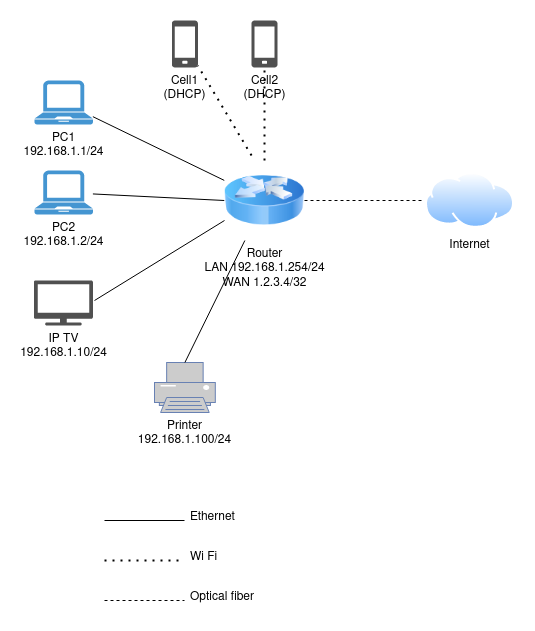 Cell1
(DHCP)
Cell2
(DHCP)
PC1
192.168.1.1/24
PC2
192.168.1.2/24
Router
LAN 192.168.1.254/24
WAN 1.2.3.4/32
Internet
IP TV
192.168.1.10/24
Printer
192.168.1.100/24
Ethernet
Wi Fi
Optical fiber